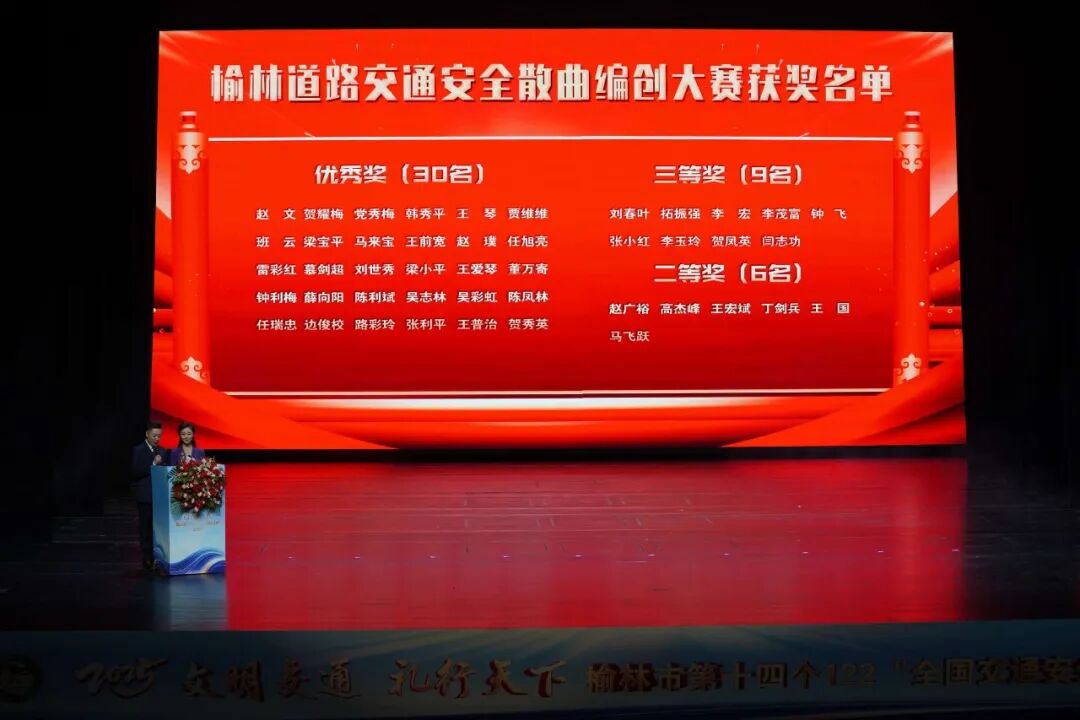 榆林道路交通安全散曲编创大赛获奖名单
优秀奖（30名）
赵 文 贺耀梅 党秀梅 韩秀平 王 琴 贾维维
班 云 梁宝平 马来宝 王前宽 赵 璞 任旭亮
雷彩红 慕剑超 刘世秀 梁小平 王爱琴 董万寄
钟利梅 薛向阳 陈利斌 吴志林 吴彩虹 陈凤林
任瑞忠 边俊校 路彩玲 张利平 王普治 贺秀英
三等奖（9名）
刘春叶 拓振强 李 宏 李茂富 钟 飞
张小红 李玉玲 贺凤英 闫志功
二等奖（6名）
赵广裕 高杰峰 王宏斌 丁剑兵 王 国
马飞跃
2025 文明交通 礼行天下 榆林市第十四个122“全国交通安